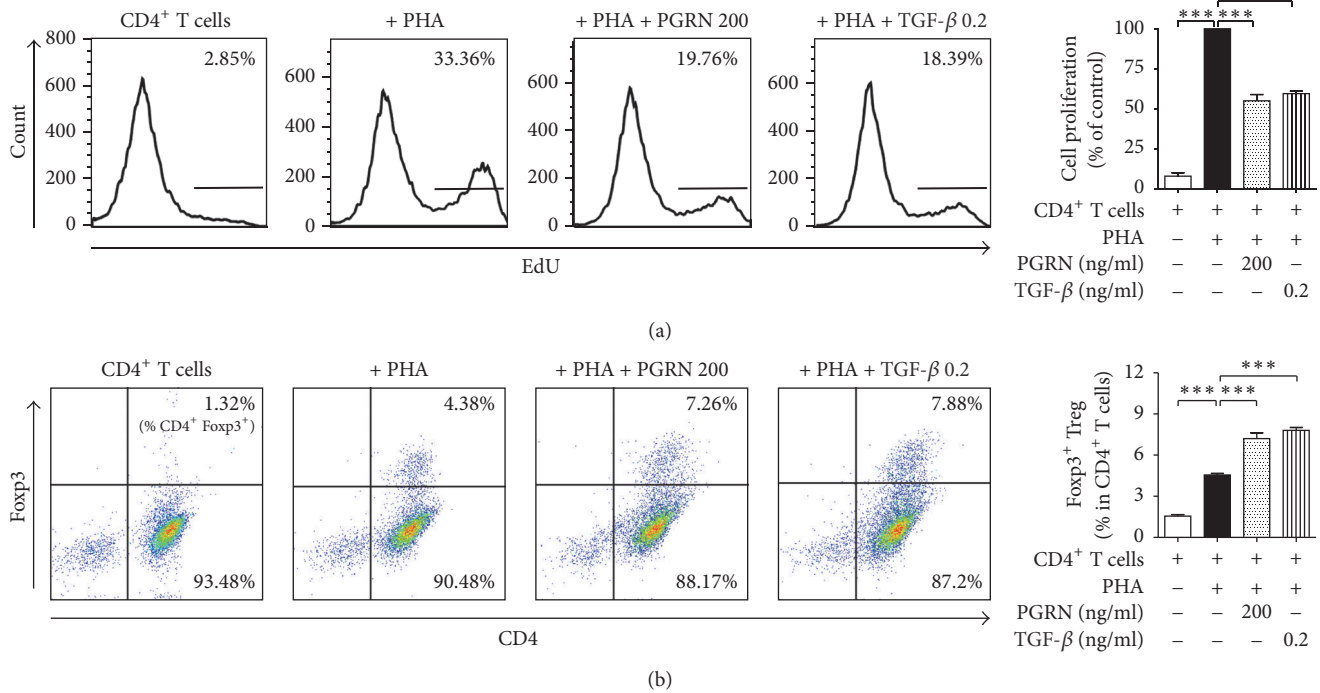 CD4⁺ T cells
+ PHA
+ PHA + PGRN 200
+ PHA + TGF-β 0.2
Count
800
600
400
200
0
2.85%
600
400
200
0
33.36%
600
400
200
0
19.76%
600
400
200
0
18.39%
EdU
Cell proliferation
(% of control)
100
75
50
25
0
*** ***
CD4⁺ T cells + + + +
PHA − + + +
PGRN (ng/ml) − − 200 −
TGF-β (ng/ml) − − − 0.2
(a)
CD4⁺ T cells
+ PHA
+ PHA + PGRN 200
+ PHA + TGF-β 0.2
Foxp3
1.32%
(% CD4⁺ Foxp3⁺)
93.48%
4.38%
90.48%
7.26%
88.17%
7.88%
87.2%
CD4
Foxp3⁺ Treg
(% in CD4⁺ T cells)
12
9
6
3
0
***
*** ***
CD4⁺ T cells + + + +
PHA − + + +
PGRN (ng/ml) − − 200 −
TGF-β (ng/ml) − − − 0.2
(b)